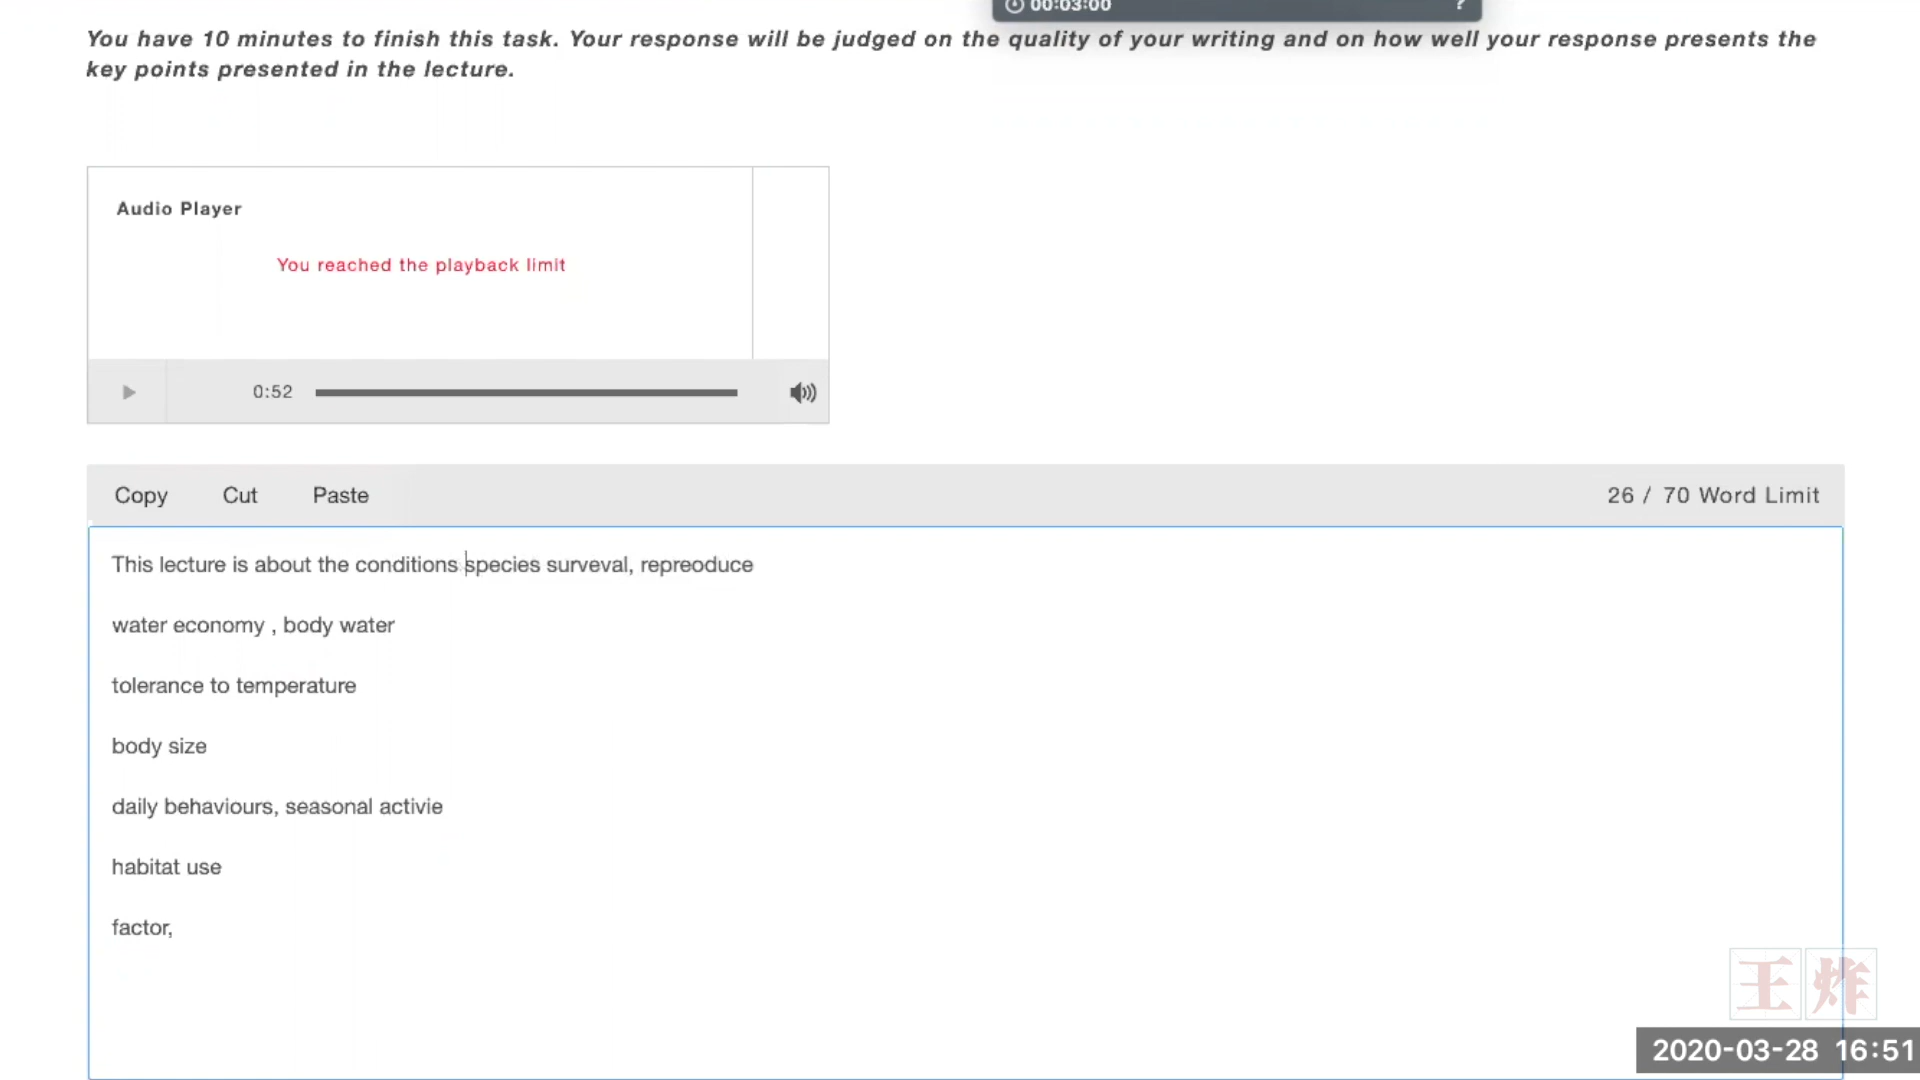 00:03:00 ?
You have 10 minutes to finish this task. Your response will be judged on the quality of your writing and on how well your response presents the
key points presented in the lecture.
Audio Player
You reached the playback limit
0:52
Copy Cut Paste 26 / 70 Word Limit
This lecture is about the conditions species surveval, repreoduce
water economy , body water
tolerance to temperature
body size
daily behaviours, seasonal activie
habitat use
factor,
王炸
2020-03-28 16:51